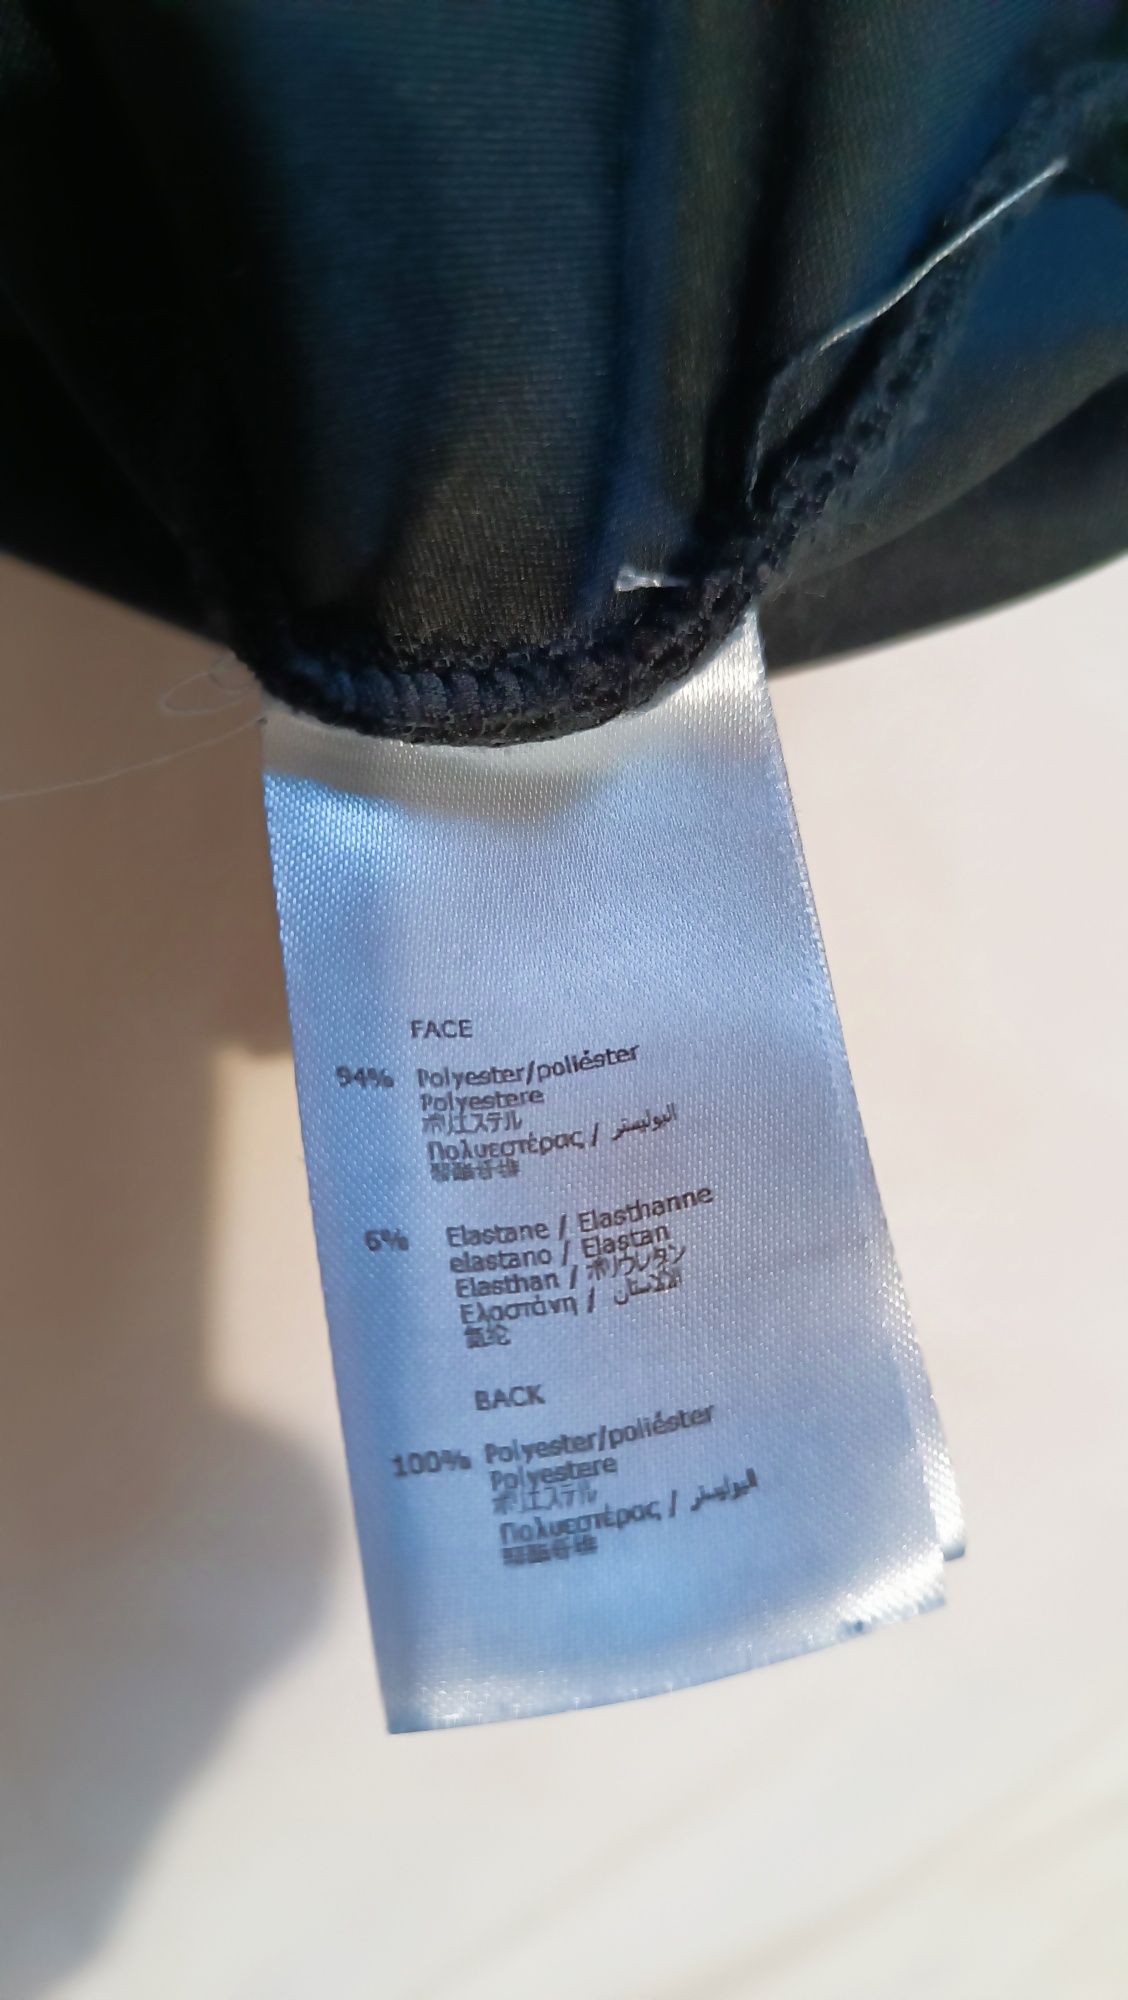 FACE
94% Polyester/poliéster
Polyestere
ポリエステル
Πολυεστέρας / البوليستر
聚酯纤维
6% Elastane / Elasthanne
elastano / Elastan
Elasthan / ポリウレタン
Ελαστάνη / الالاستان
氨纶
BACK
100% Polyester/poliéster
Polyestere
ポリエステル
Πολυεστέρας / البوليستر
聚酯纤维